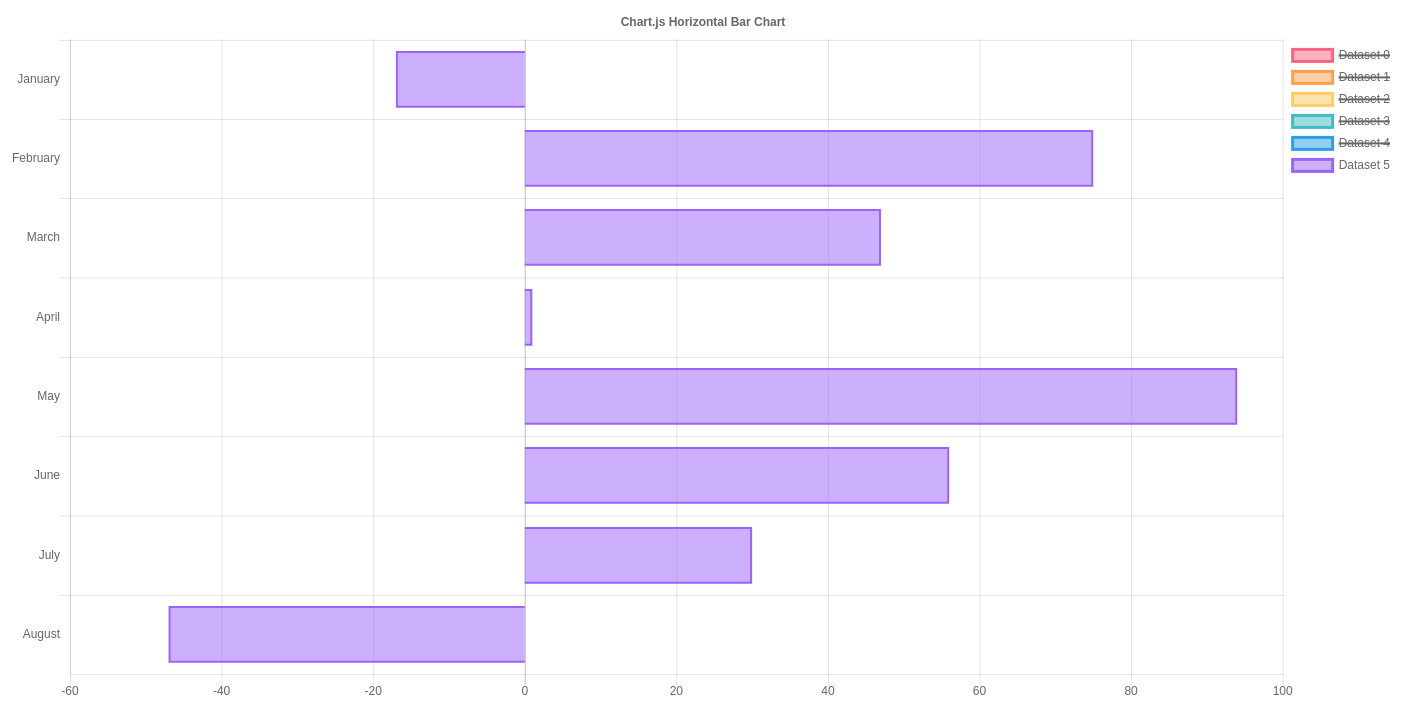 Chart.js Horizontal Bar Chart
Dataset 0
Dataset 1
Dataset 2
Dataset 3
Dataset 4
Dataset 5
January
February
March
April
May
June
July
August
-60 -40 -20 0 20 40 60 80 100